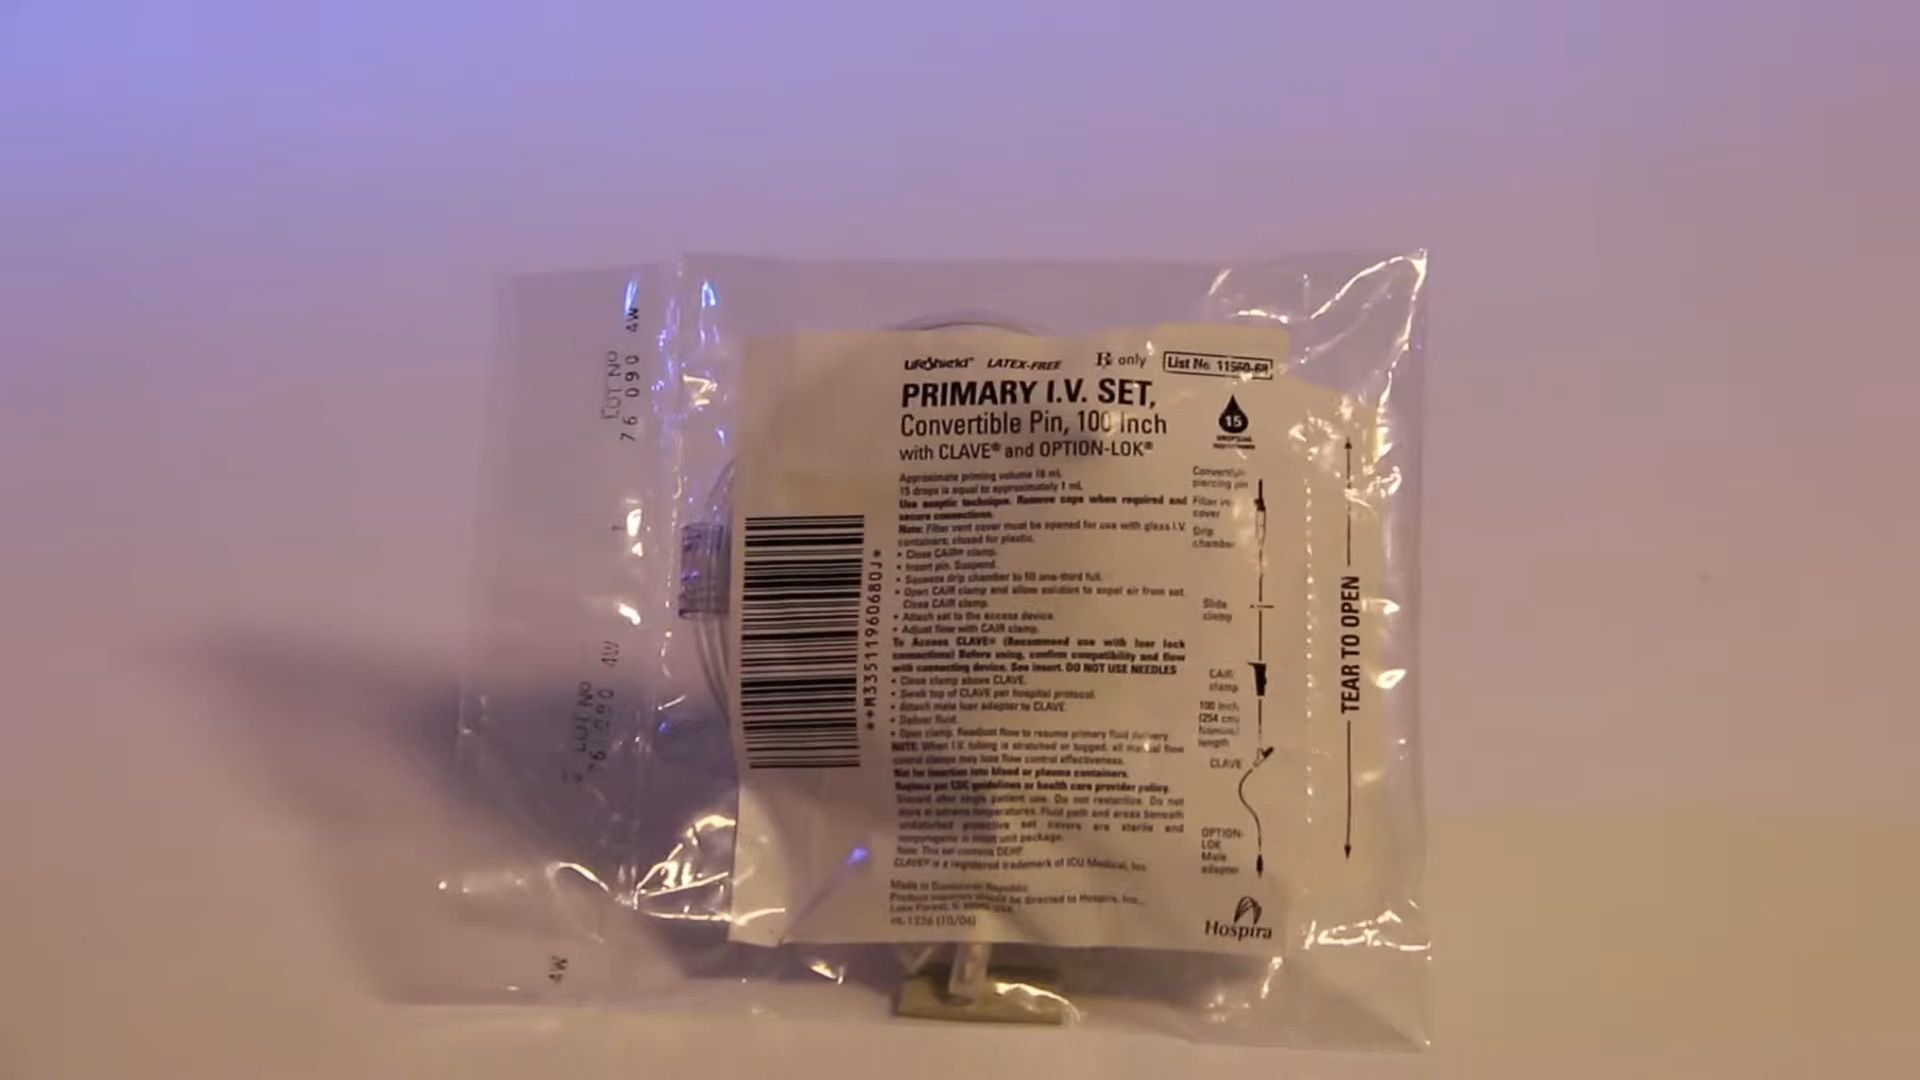 LifeShield® LATEX-FREE ℞ only
PRIMARY I.V. SET,
Convertible Pin, 100 Inch
with CLAVE® and OPTION-LOK®
15
Approximate priming volume 18 mL
15 drops is equal to approximately 1 mL
Use aseptic technique. Remove caps when required and
secure connections.
Note: Filter vent cover must be opened for use with glass I.V.
containers; closed for plastic.
• Close CAIR® clamp.
• Insert pin. Suspend.
• Squeeze drip chamber to fill one-third full.
• Open CAIR clamp and allow solution to expel air from set.
Close CAIR clamp.
• Attach set to the access device.
• Adjust flow with CAIR clamp.
To Access CLAVE® (Recommend use with luer lock
connections) Before using, confirm compatibility and flow
with connecting device. See insert. DO NOT USE NEEDLES
• Close clamp above CLAVE.
• Swab top of CLAVE per hospital protocol.
• Attach male luer adapter to CLAVE.
• Deliver fluid.
• Open clamp. Readjust flow to resume primary fluid delivery.
NOTE: When I.V. tubing is stretched or tugged, all manual flow
control clamps may lose flow control effectiveness.
Not for insertion into blood or plasma containers.
Replace per CDC guidelines or health care provider policy.
Discard after single patient use. Do not resterilize. Do not
store at extreme temperatures. Fluid path and areas beneath
undisturbed protective set covers are sterile and
nonpyrogenic in intact unit package.
Note: This set contains DEHP.
CLAVE® is a registered trademark of ICU Medical, Inc.
Made in Dominican Republic
Product inquiries should be directed to Hospira, Inc.,
Lake Forest, IL USA
1226 (10/04)
Convertible
piercing pin
Filter
cover
Drip
chamber
Slide
clamp
CAIR
clamp
100 Inch
(254 cm)
Nominal
length
CLAVE
OPTION-
LOK
Male
adapter
Hospira
TEAR TO OPEN
LOT NO
76 090 4W
LOT NO
4W
4W